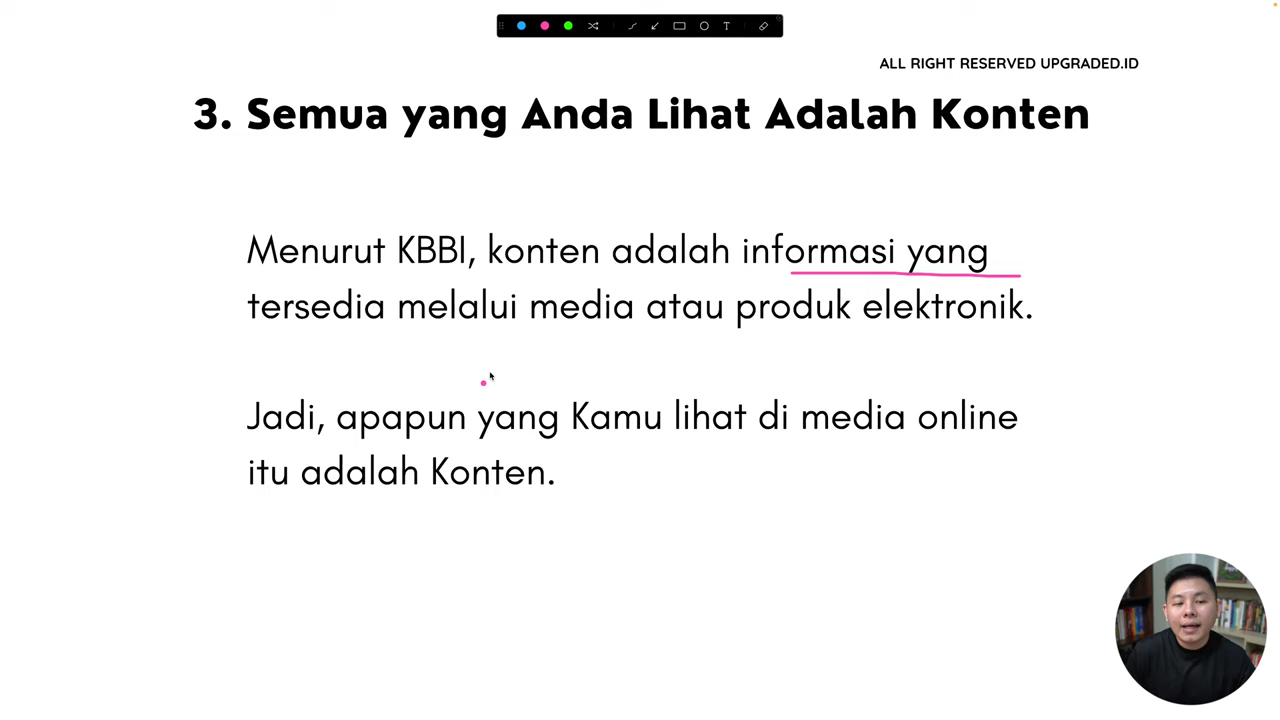 ALL RIGHT RESERVED UPGRADED.ID
3. Semua yang Anda Lihat Adalah Konten
Menurut KBBI, konten adalah informasi yang
tersedia melalui media atau produk elektronik.
Jadi, apapun yang Kamu lihat di media online
itu adalah Konten.